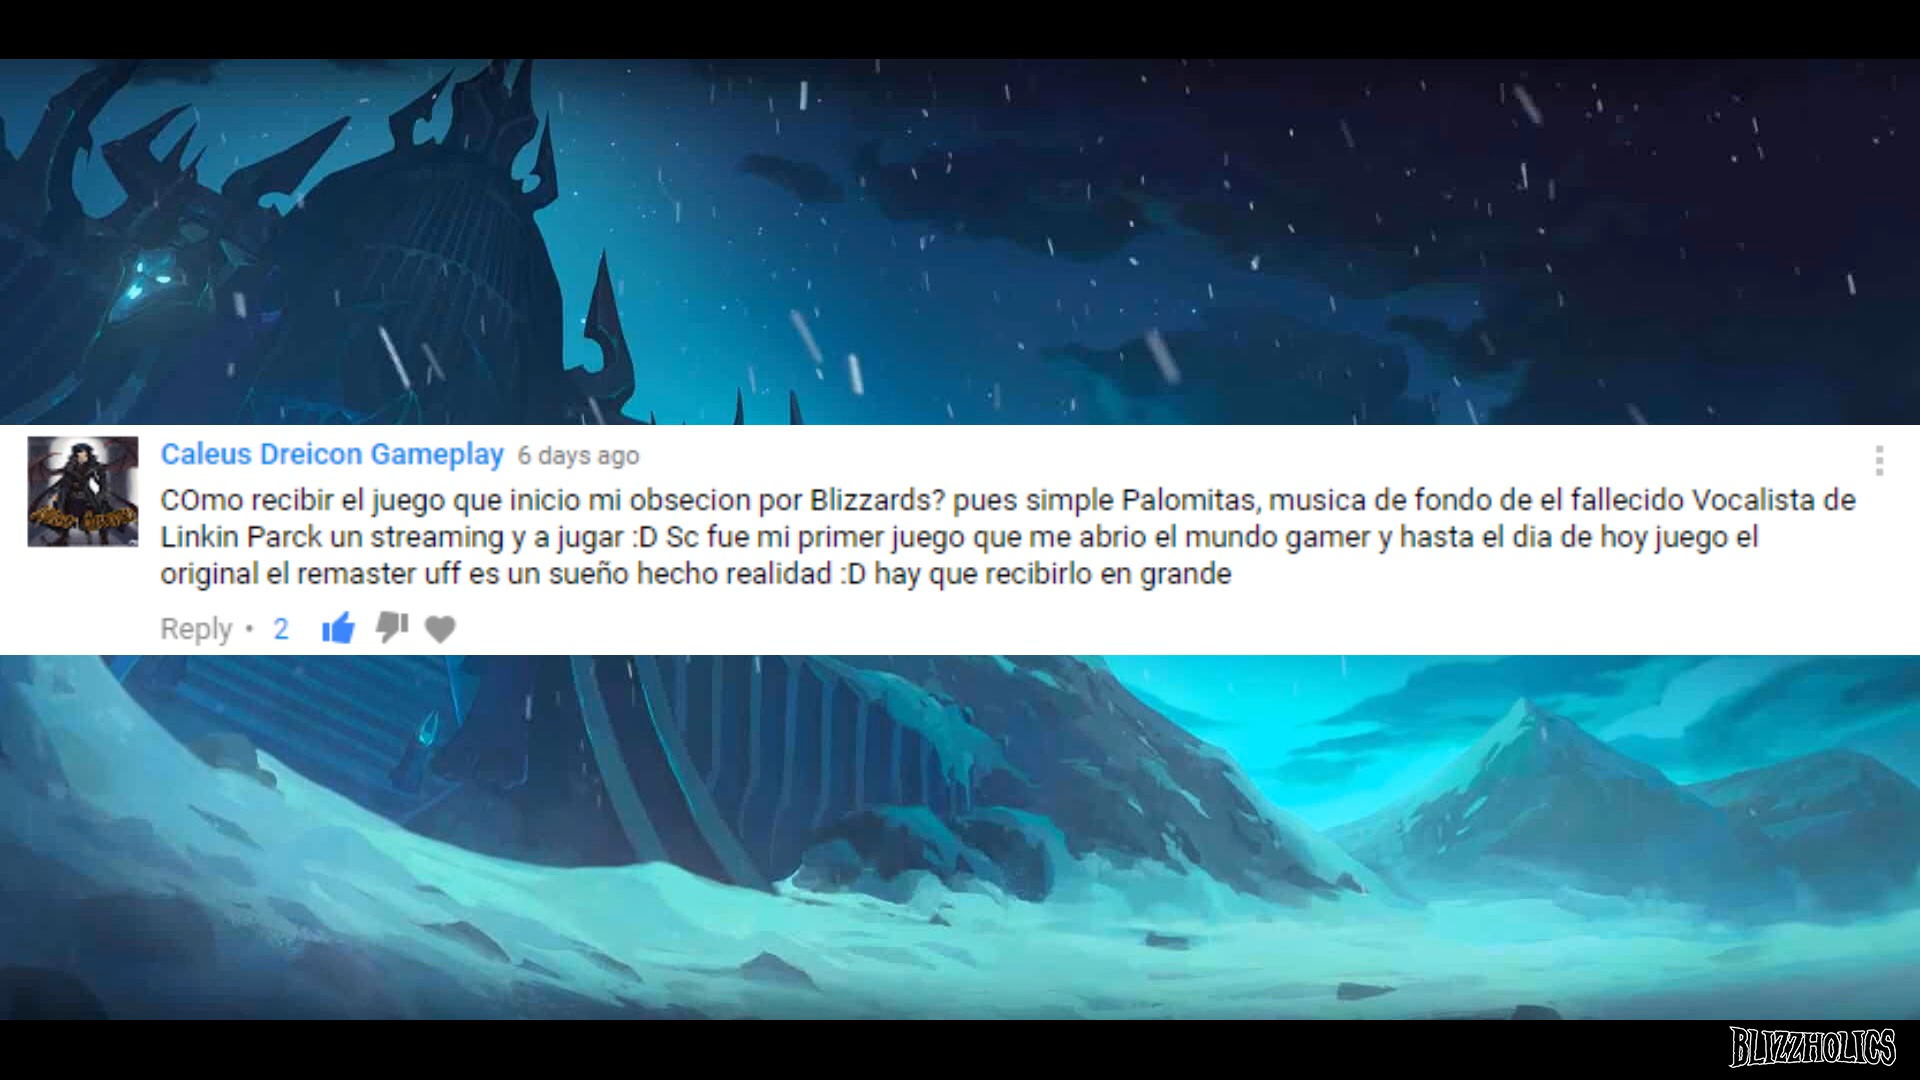 Caleus Dreicon Gameplay 6 days ago
COmo recibir el juego que inicio mi obsecion por Blizzards? pues simple Palomitas, musica de fondo de el fallecido Vocalista de
Linkin Parck un streaming y a jugar :D Sc fue mi primer juego que me abrio el mundo gamer y hasta el dia de hoy juego el
original el remaster uff es un sueño hecho realidad :D hay que recibirlo en grande
Reply • 2
BLIZZHOLICS